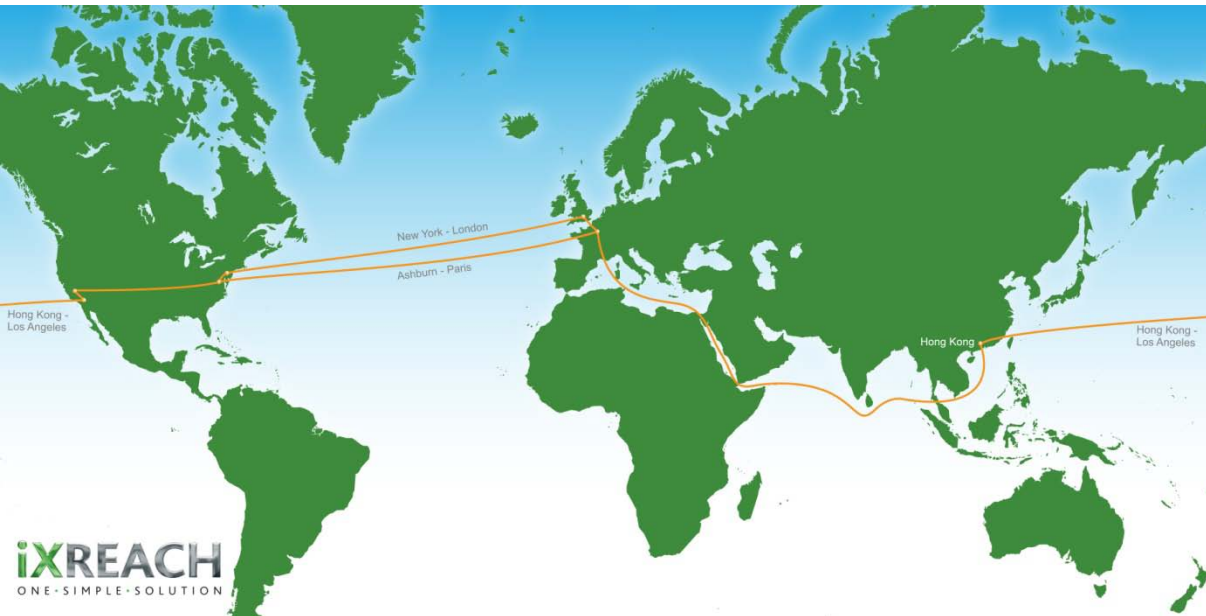 New York - London
Ashburn - Paris
Hong Kong -
Los Angeles
Hong Kong
Hong Kong -
Los Angeles
iXREACH
ONE·SIMPLE·SOLUTION